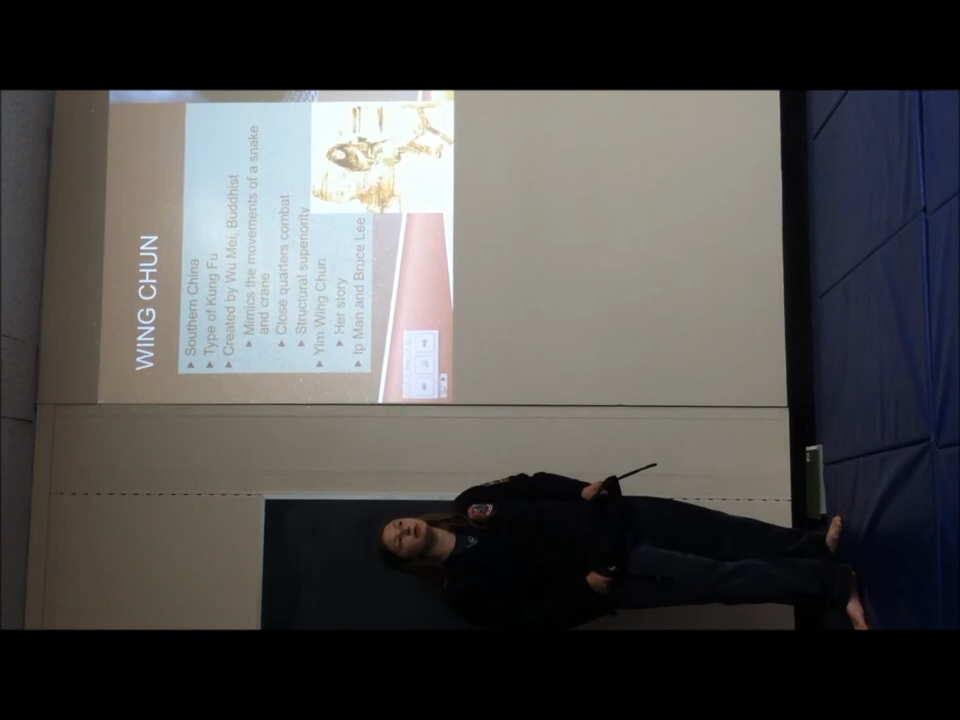 WING CHUN
▶ Southern China
▶ Type of Kung Fu
▶ Created by Wu Mei, Buddhist
▶ Mimics the movements of a snake
and crane
▶ Close quarters combat
▶ Structural superiority
▶ Yim Wing Chun
▶ Her story
▶ Ip Man and Bruce Lee